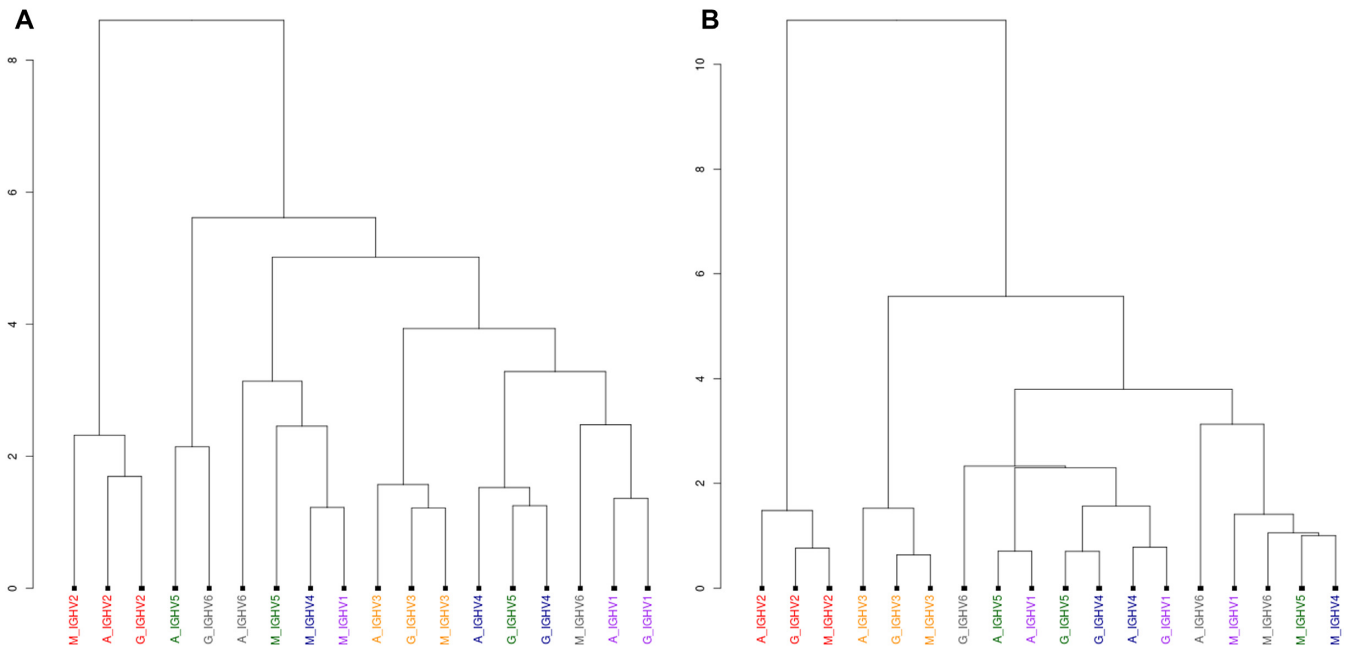 A
B
8
6
4
2
0
10
8
6
4
2
0
M_IGHV2
A_IGHV2
G_IGHV2
A_IGHV5
G_IGHV6
A_IGHV6
M_IGHV5
M_IGHV4
M_IGHV1
A_IGHV3
G_IGHV3
M_IGHV3
A_IGHV4
G_IGHV5
G_IGHV4
M_IGHV6
A_IGHV1
G_IGHV1
A_IGHV2
G_IGHV2
M_IGHV2
A_IGHV3
G_IGHV3
M_IGHV3
G_IGHV6
A_IGHV5
A_IGHV1
G_IGHV5
G_IGHV4
A_IGHV4
G_IGHV1
A_IGHV6
M_IGHV1
M_IGHV6
M_IGHV5
M_IGHV4